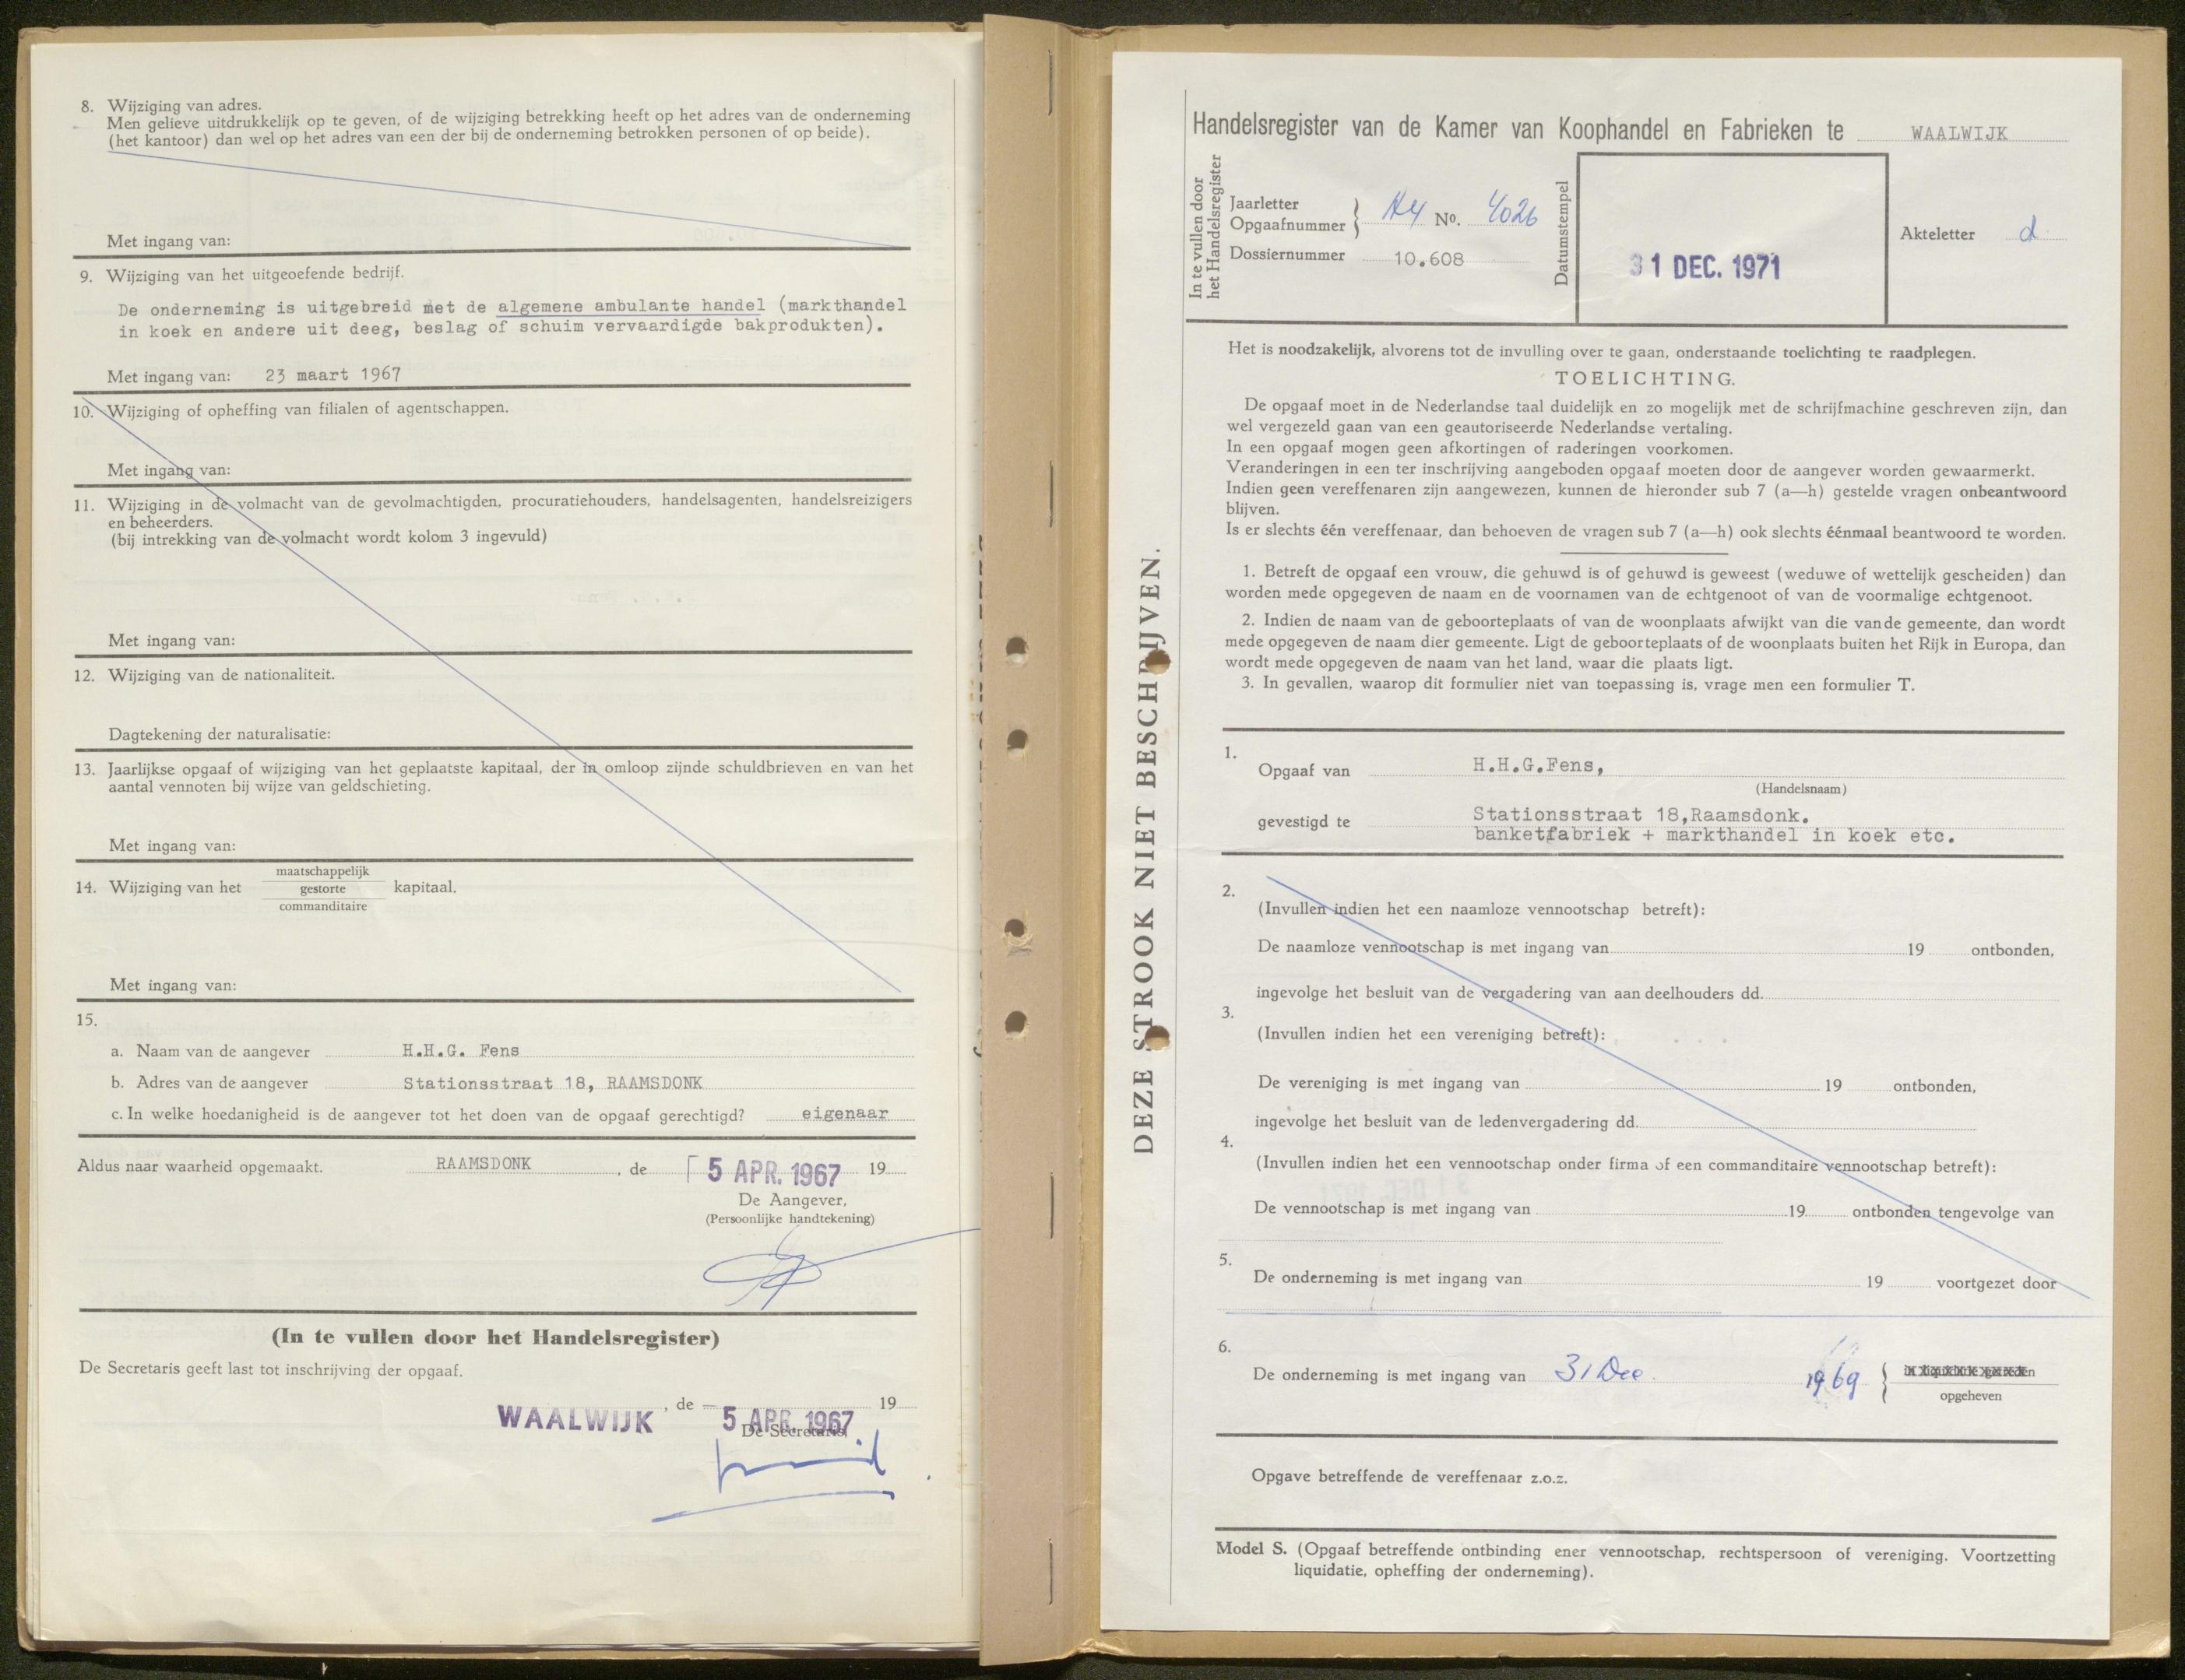 8. Wijziging van adres.
Men gelieve uitdrukkelijk op te geven, of de wijziging betrekking heeft op het adres van de onderneming
(het kantoor) dan wel op het adres van een der bij de onderneming betrokken personen of op beide).
Met ingang van:
9. Wijziging van het uitgeoefende bedrijf.
De onderneming is uitgebreid met de algemene ambulante handel (markthandel
in koek en andere uit deeg, beslag of schuim vervaardigde bakprodukten).
Met ingang van: 23 maart 1967
10. Wijziging of opheffing van filialen of agentschappen.
Met ingang van:
11. Wijziging in de volmacht van de gevolmachtigden, procuratiehouders, handelsagenten, handelsreizigers
en beheerders.
(bij intrekking van de volmacht wordt kolom 3 ingevuld)
Met ingang van:
12. Wijziging van de nationaliteit.
Dagtekening der naturalisatie:
13. Jaarlijkse opgaaf of wijziging van het geplaatste kapitaal, der in omloop zijnde schuldbrieven en van het
aantal vennoten bij wijze van geldschieting.
Met ingang van:
maatschappelijk
14. Wijziging van het gestorte kapitaal.
commanditaire
Met ingang van:
15.
a. Naam van de aangever H.H.G. Fens
b. Adres van de aangever Stationsstraat 18, RAAMSDONK
c. In welke hoedanigheid is de aangever tot het doen van de opgaaf gerechtigd? eigenaar
Aldus naar waarheid opgemaakt. RAAMSDONK, de 5 APR. 1967 19
De Aangever,
(Persoonlijke handtekening)
(In te vullen door het Handelsregister)
De Secretaris geeft last tot inschrijving der opgaaf.
WAALWIJK, de 5 APR. 1967 19
De Secretaris,
DEZE STROOK NIET BESCHRIJVEN.
Handelsregister van de Kamer van Koophandel en Fabrieken te WAALWIJK
In te vullen door
het Handelsregister
Jaarletter
Opgaafnummer } A4 No. 4026
Dossiernummer 10.608
Datumstempel
31 DEC. 1971
Akteletter d
Het is noodzakelijk, alvorens tot de invulling over te gaan, onderstaande toelichting te raadplegen.
TOELICHTING.
De opgaaf moet in de Nederlandse taal duidelijk en zo mogelijk met de schrijfmachine geschreven zijn, dan
wel vergezeld gaan van een geautoriseerde Nederlandse vertaling.
In een opgaaf mogen geen afkortingen of raderingen voorkomen.
Veranderingen in een ter inschrijving aangeboden opgaaf moeten door de aangever worden gewaarmerkt.
Indien geen vereffenaren zijn aangewezen, kunnen de hieronder sub 7 (a—h) gestelde vragen onbeantwoord
blijven.
Is er slechts één vereffenaar, dan behoeven de vragen sub 7 (a—h) ook slechts éénmaal beantwoord te worden.
1. Betreft de opgaaf een vrouw, die gehuwd is of gehuwd is geweest (weduwe of wettelijk gescheiden) dan
worden mede opgegeven de naam en de voornamen van de echtgenoot of van de voormalige echtgenoot.
2. Indien de naam van de geboorteplaats of van de woonplaats afwijkt van die van de gemeente, dan wordt
mede opgegeven de naam dier gemeente. Ligt de geboorteplaats of de woonplaats buiten het Rijk in Europa, dan
wordt mede opgegeven de naam van het land, waar die plaats ligt.
3. In gevallen, waarop dit formulier niet van toepassing is, vrage men een formulier T.
1.
Opgaaf van H.H.G.Fens,
(Handelsnaam)
gevestigd te Stationsstraat 18,Raamsdonk.
banketfabriek + markthandel in koek etc.
2.
(Invullen indien het een naamloze vennootschap betreft):
De naamloze vennootschap is met ingang van 19 ontbonden,
ingevolge het besluit van de vergadering van aandeelhouders dd.
3.
(Invullen indien het een vereniging betreft):
De vereniging is met ingang van 19 ontbonden,
ingevolge het besluit van de ledenvergadering dd.
4.
(Invullen indien het een vennootschap onder firma of een commanditaire vennootschap betreft):
De vennootschap is met ingang van 19 ontbonden tengevolge van
5.
De onderneming is met ingang van 19 voortgezet door
6.
De onderneming is met ingang van 31 Dec. 1969 { in liquidatie getreden
opgeheven
Opgave betreffende de vereffenaar z.o.z.
Model S. (Opgaaf betreffende ontbinding ener vennootschap, rechtspersoon of vereniging. Voortzetting
liquidatie, opheffing der onderneming).